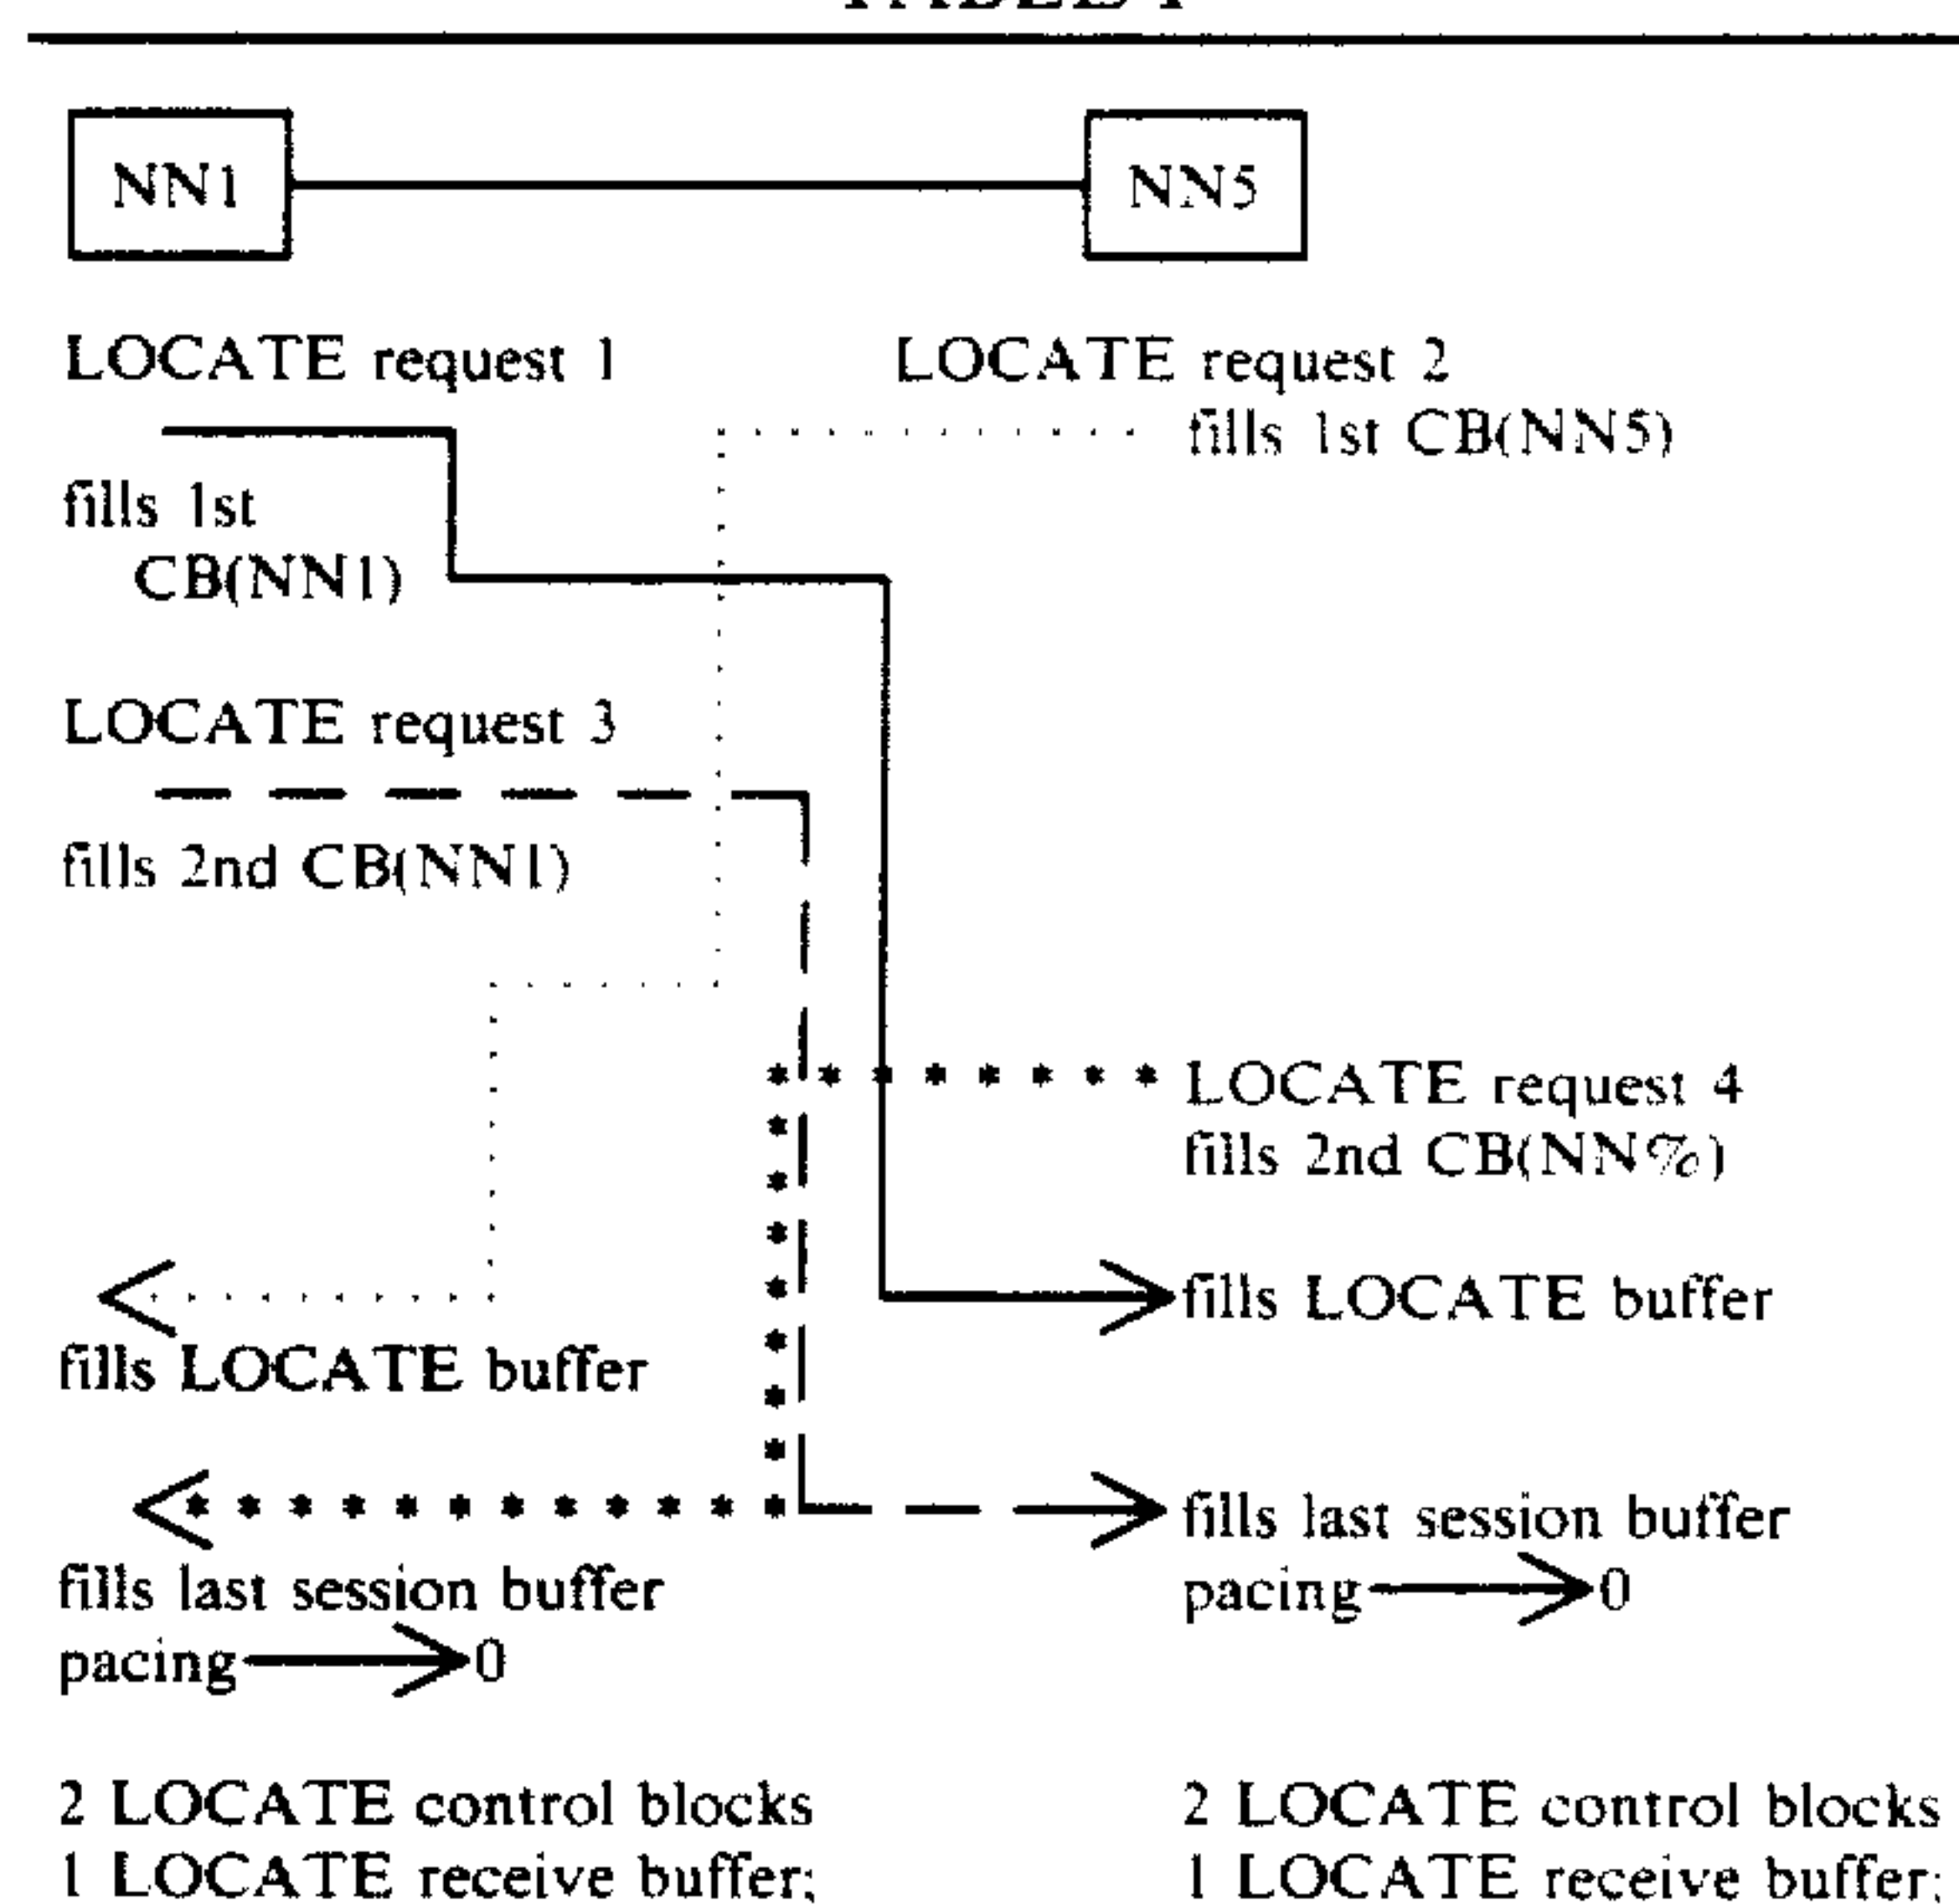 NN1 NN5
LOCATE request 1 LOCATE request 2
fills 1st CB(NN5)
fills 1st
CB(NN1)
LOCATE request 3
fills 2nd CB(NN1)
LOCATE request 4
fills 2nd CB(NN%)
fills LOCATE buffer
fills LOCATE buffer
fills last session buffer
fills last session buffer
pacing 0
pacing 0
2 LOCATE control blocks 2 LOCATE control blocks
1 LOCATE receive buffer; 1 LOCATE receive buffer;